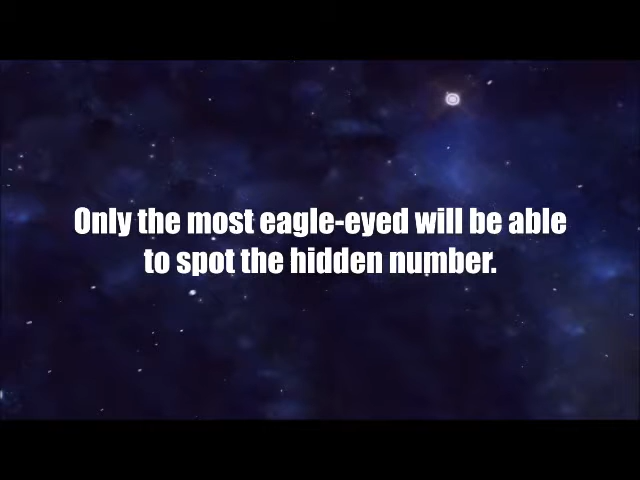 Only the most eagle-eyed will be able
to spot the hidden number.